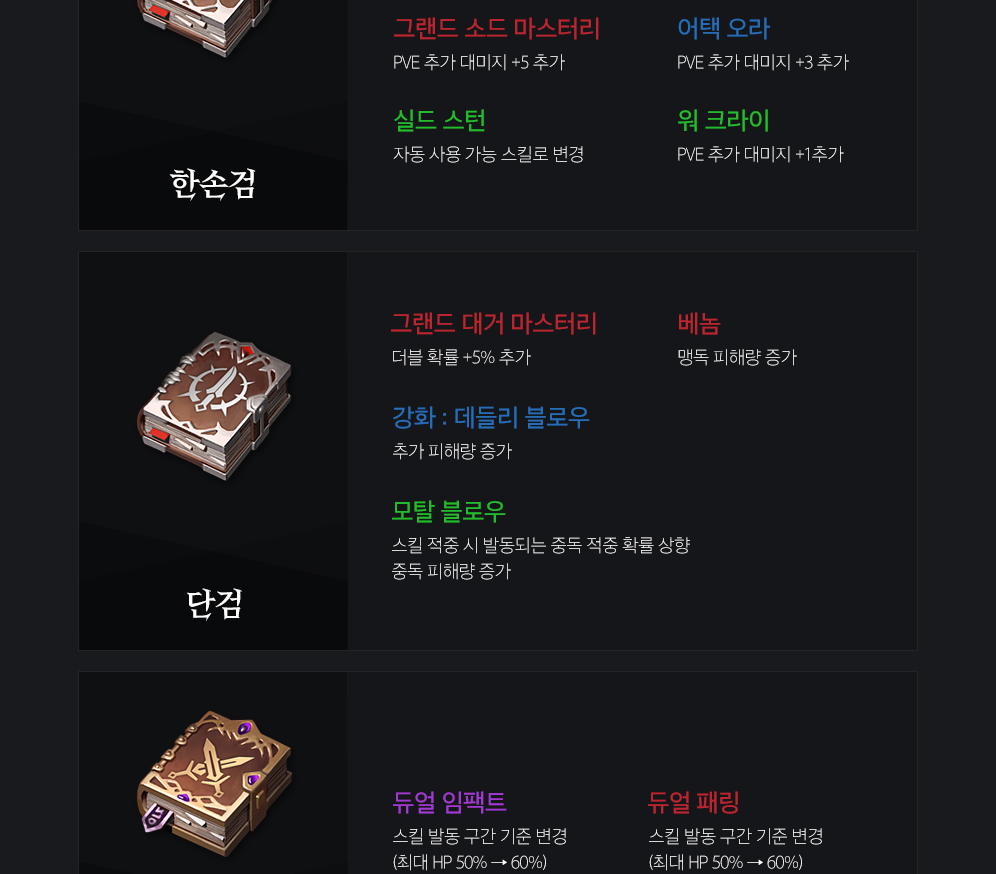 그랜드 소드 마스터리
PVE 추가 대미지 +5 추가
어택 오라
PVE 추가 대미지 +3 추가
실드 스턴
자동 사용 가능 스킬로 변경
워 크라이
PVE 추가 대미지 +1추가
한손검
그랜드 대거 마스터리
더블 확률 +5% 추가
베놈
맹독 피해량 증가
강화 : 데들리 블로우
추가 피해량 증가
모탈 블로우
스킬 적중 시 발동되는 중독 적중 확률 상향
중독 피해량 증가
단검
듀얼 임팩트
스킬 발동 구간 기준 변경
(최대 HP 50% → 60%)
듀얼 패링
스킬 발동 구간 기준 변경
(최대 HP 50% → 60%)